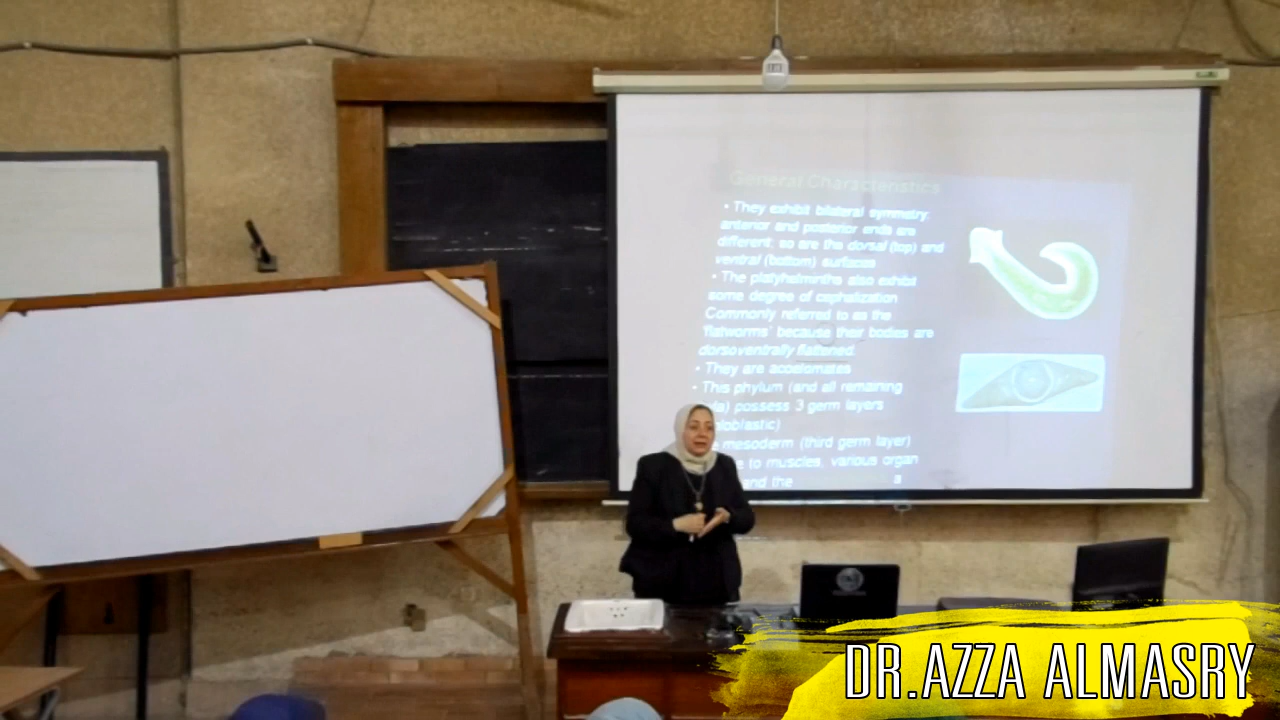 General Characteristics
• They exhibit bilateral symmetry:
anterior and posterior ends are
different; so are the dorsal (top) and
ventral (bottom) surfaces
• The platyhelminths also exhibit
some degree of cephalization
Commonly referred to as the
'flatworms' because their bodies are
dorsoventrally flattened.
• They are acoelomates
• This phylum (and all remaining
possess 3 germ layers
mesoderm (third germ layer)
to muscles, various organ
and the a
DR.AZZA ALMASRY